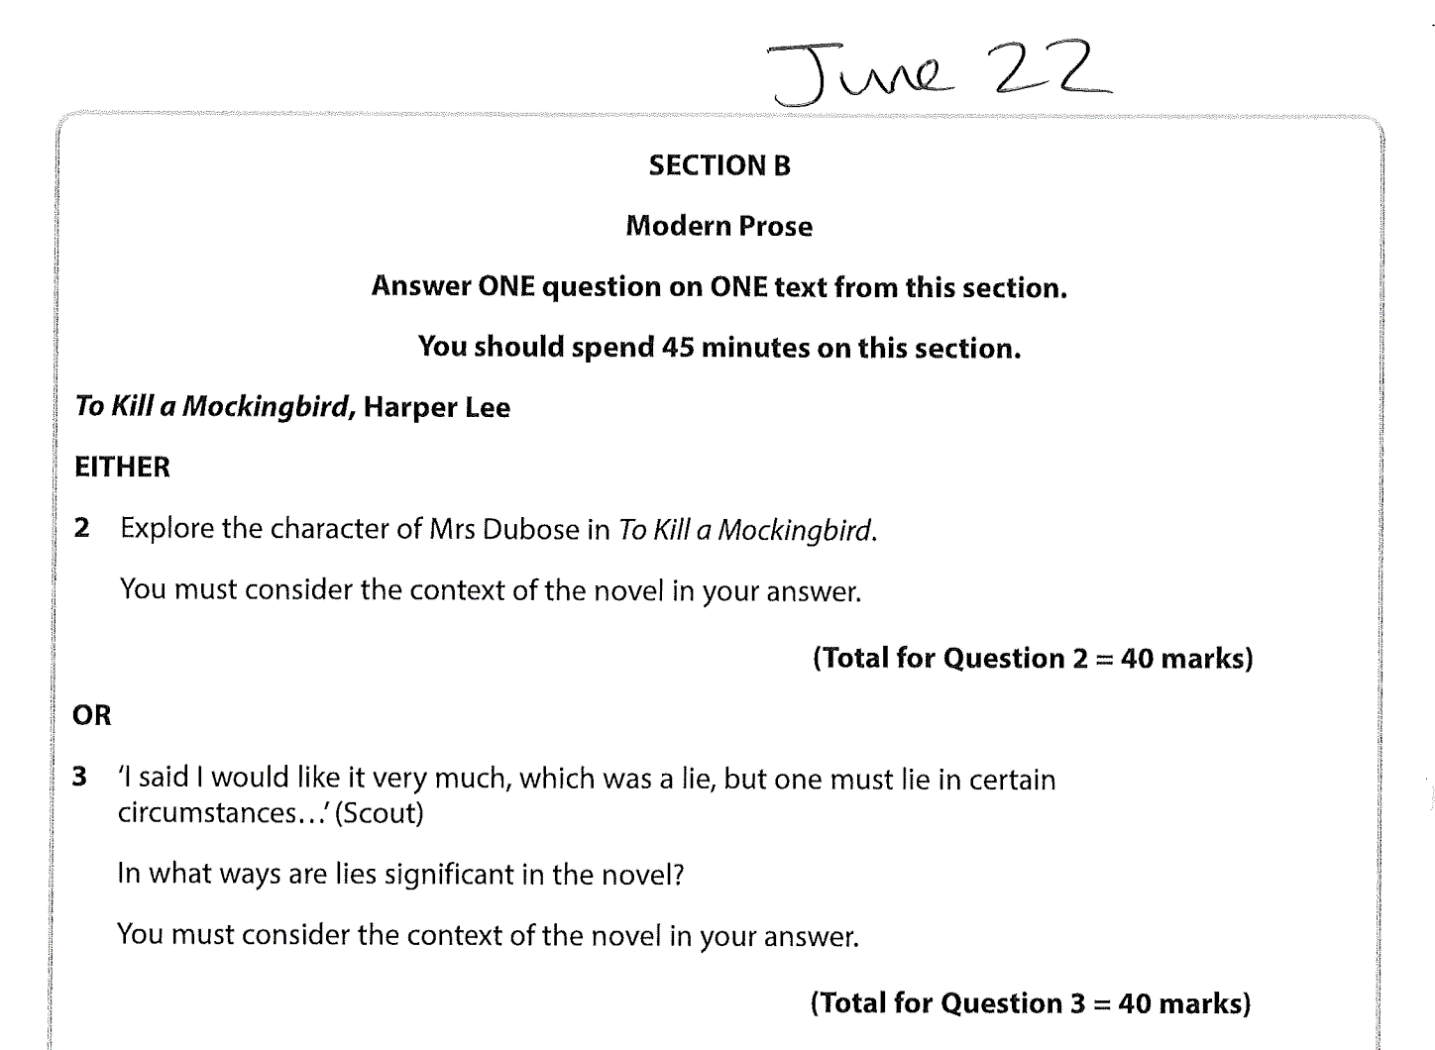 June 22
SECTION B
Modern Prose
Answer ONE question on ONE text from this section.
You should spend 45 minutes on this section.
To Kill a Mockingbird, Harper Lee
EITHER
2 Explore the character of Mrs Dubose in To Kill a Mockingbird.
You must consider the context of the novel in your answer.
(Total for Question 2 = 40 marks)
OR
3 ‘I said I would like it very much, which was a lie, but one must lie in certain
circumstances…’ (Scout)
In what ways are lies significant in the novel?
You must consider the context of the novel in your answer.
(Total for Question 3 = 40 marks)